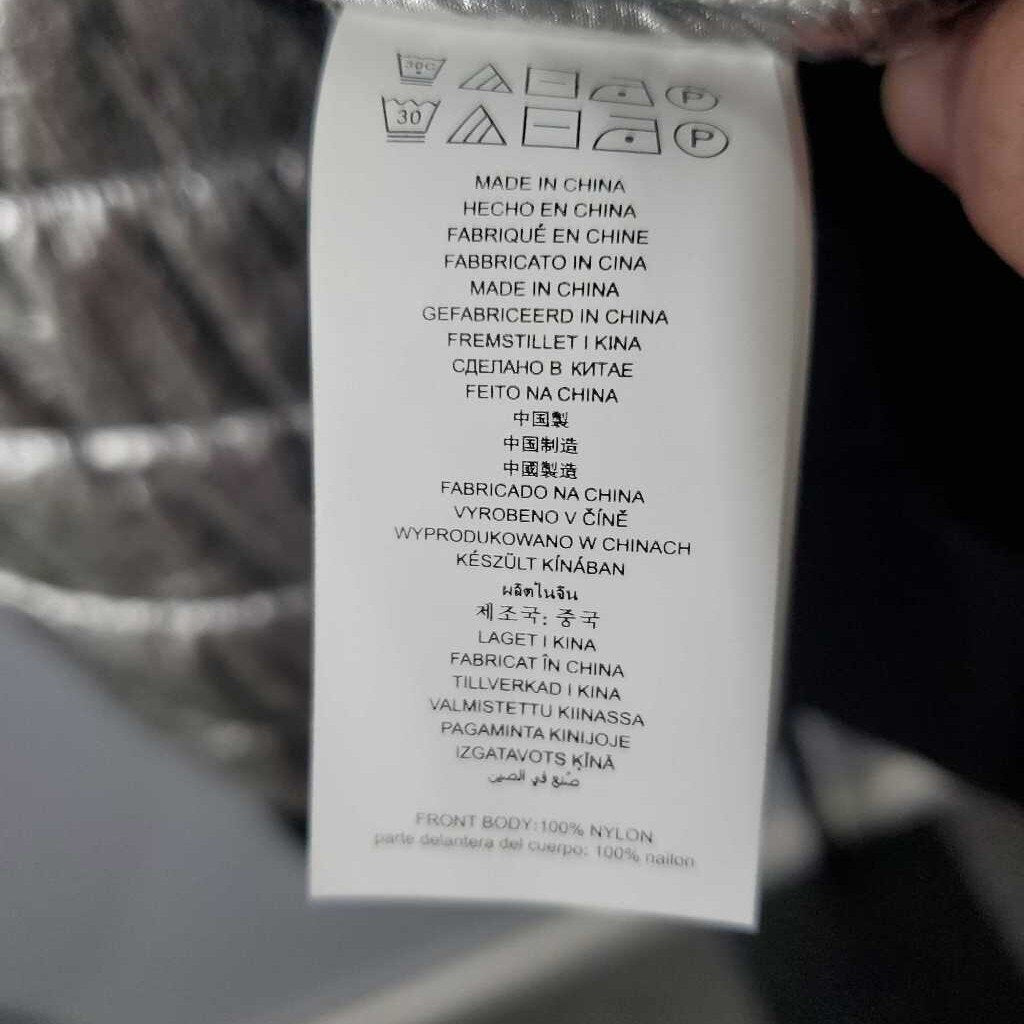 30C P
30 P
MADE IN CHINA
HECHO EN CHINA
FABRIQUÉ EN CHINE
FABBRICATO IN CINA
MADE IN CHINA
GEFABRICEERD IN CHINA
FREMSTILLET I KINA
СДЕЛАНО В КИТАЕ
FEITO NA CHINA
中国製
中国制造
中國製造
FABRICADO NA CHINA
VYROBENO V ČÍNĚ
WYPRODUKOWANO W CHINACH
KÉSZÜLT KÍNÁBAN
ผลิตในจีน
제조국: 중국
LAGET I KINA
FABRICAT ÎN CHINA
TILLVERKAD I KINA
VALMISTETTU KIINASSA
PAGAMINTA KINIJOJE
IZGATAVOTS ĶĪNĀ
صُنع في الصين
FRONT BODY:100% NYLON
parte delantera del cuerpo: 100% nailon